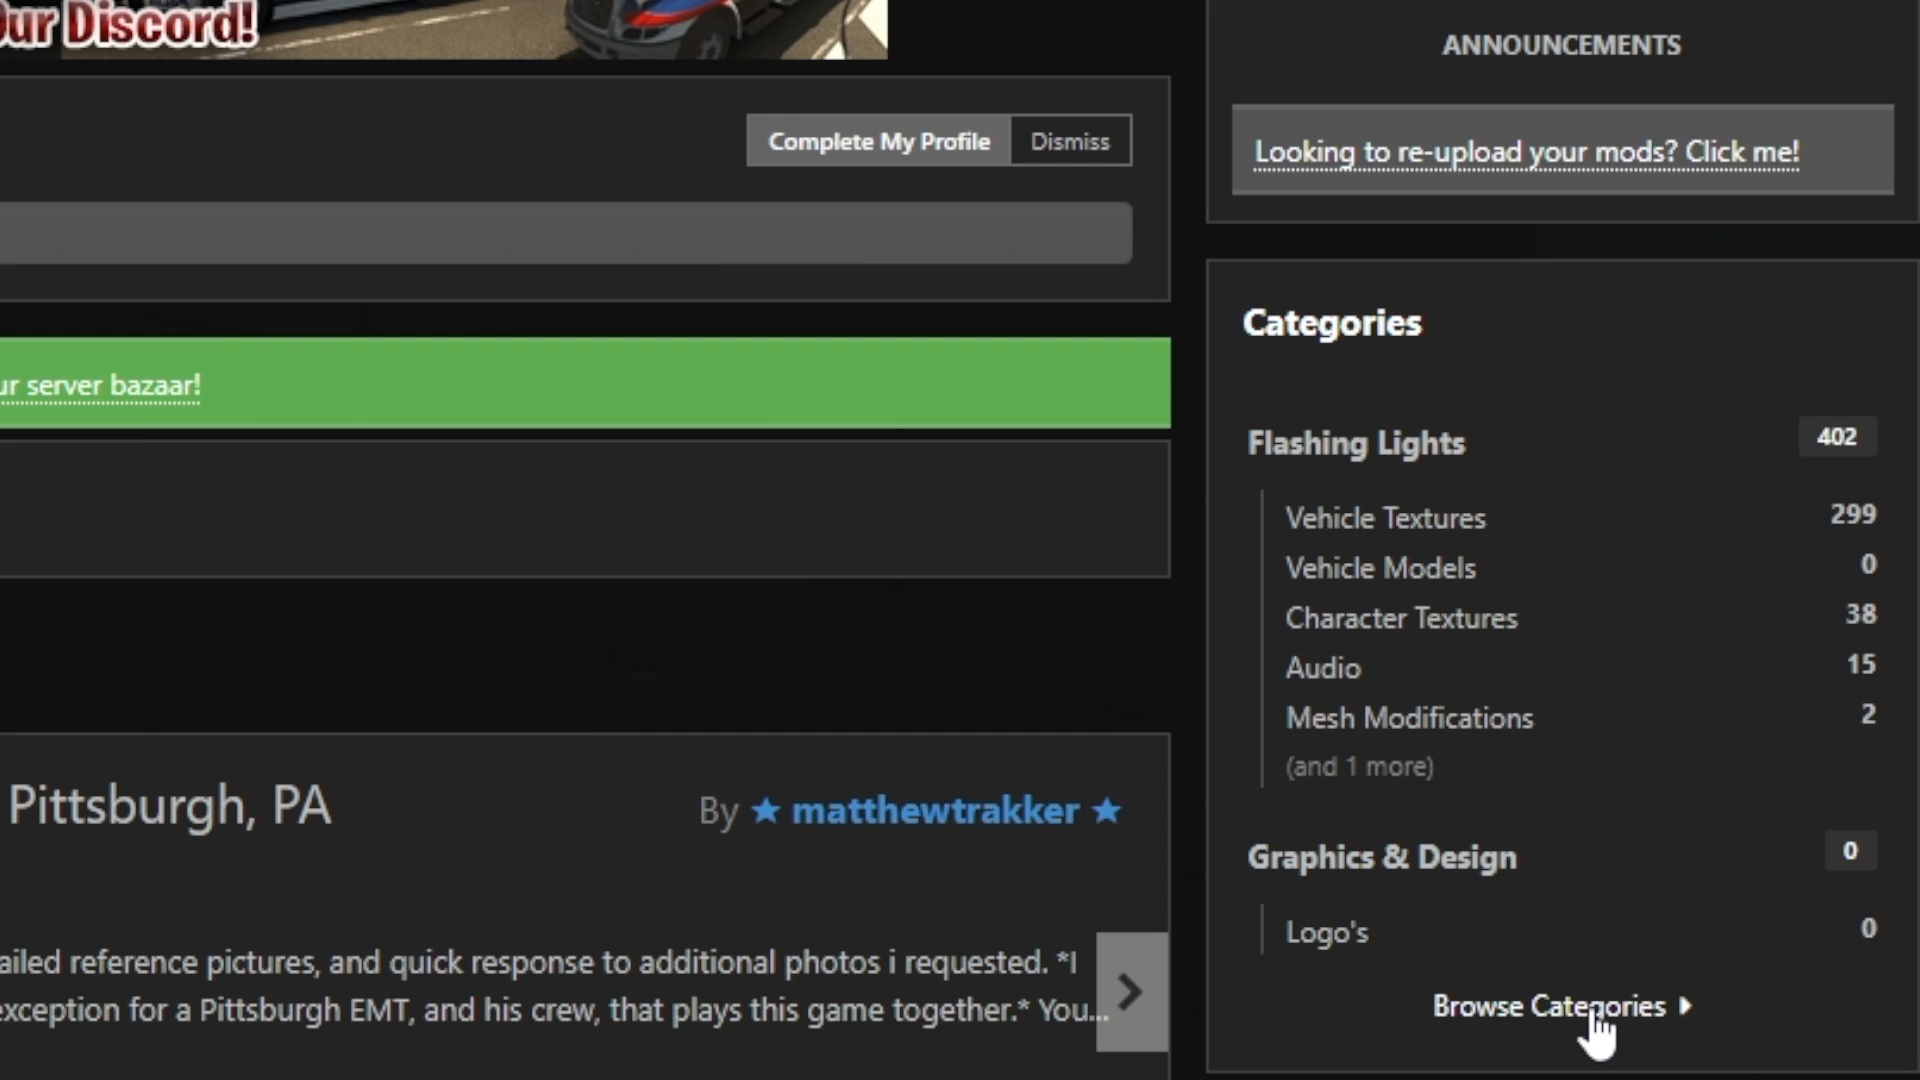 Our Discord!
ANNOUNCEMENTS
Complete My Profile
Dismiss
Looking to re-upload your mods? Click me!
ur server bazaar!
Categories
Flashing Lights 402
Vehicle Textures 299
Vehicle Models 0
Character Textures 38
Audio 15
Mesh Modifications 2
(and 1 more)
Graphics & Design 0
Logo's 0
Browse Categories
Pittsburgh, PA
By ★ matthewtrakker ★
ailed reference pictures, and quick response to additional photos i requested. *I
exception for a Pittsburgh EMT, and his crew, that plays this game together.* You...